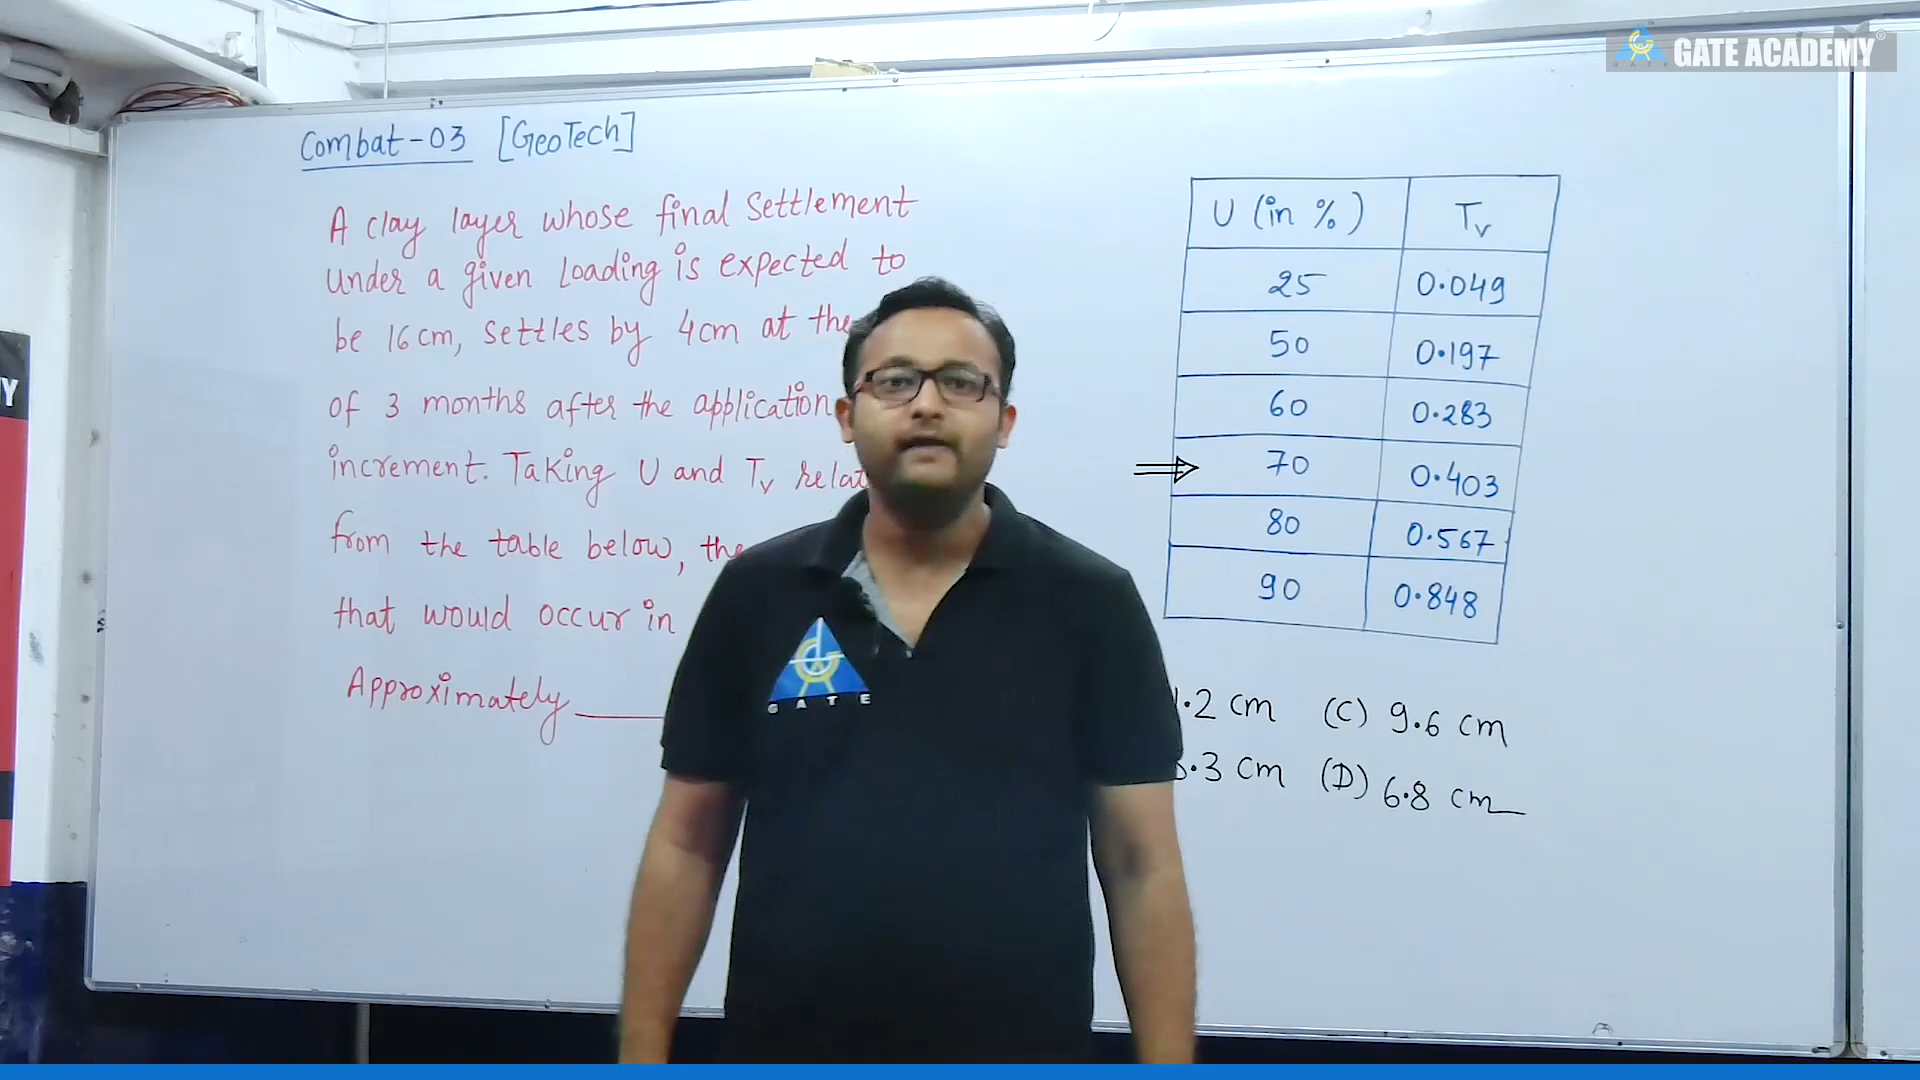 GATE ACADEMY
Combat-03 [GeoTech]
A clay layer whose final Settlement
Under a given Loading is expected to
be 16cm, settles by 4cm at the
of 3 months after the application
increment. Taking U and Tv
from the table below, the
that would occur in
Approximately
U (in %) Tv
25 0.049
50 0.197
60 0.283
70 0.403
80 0.567
90 0.848
.2 cm (C) 9.6 cm
.3 cm (D) 6.8 cm
GATE
Y